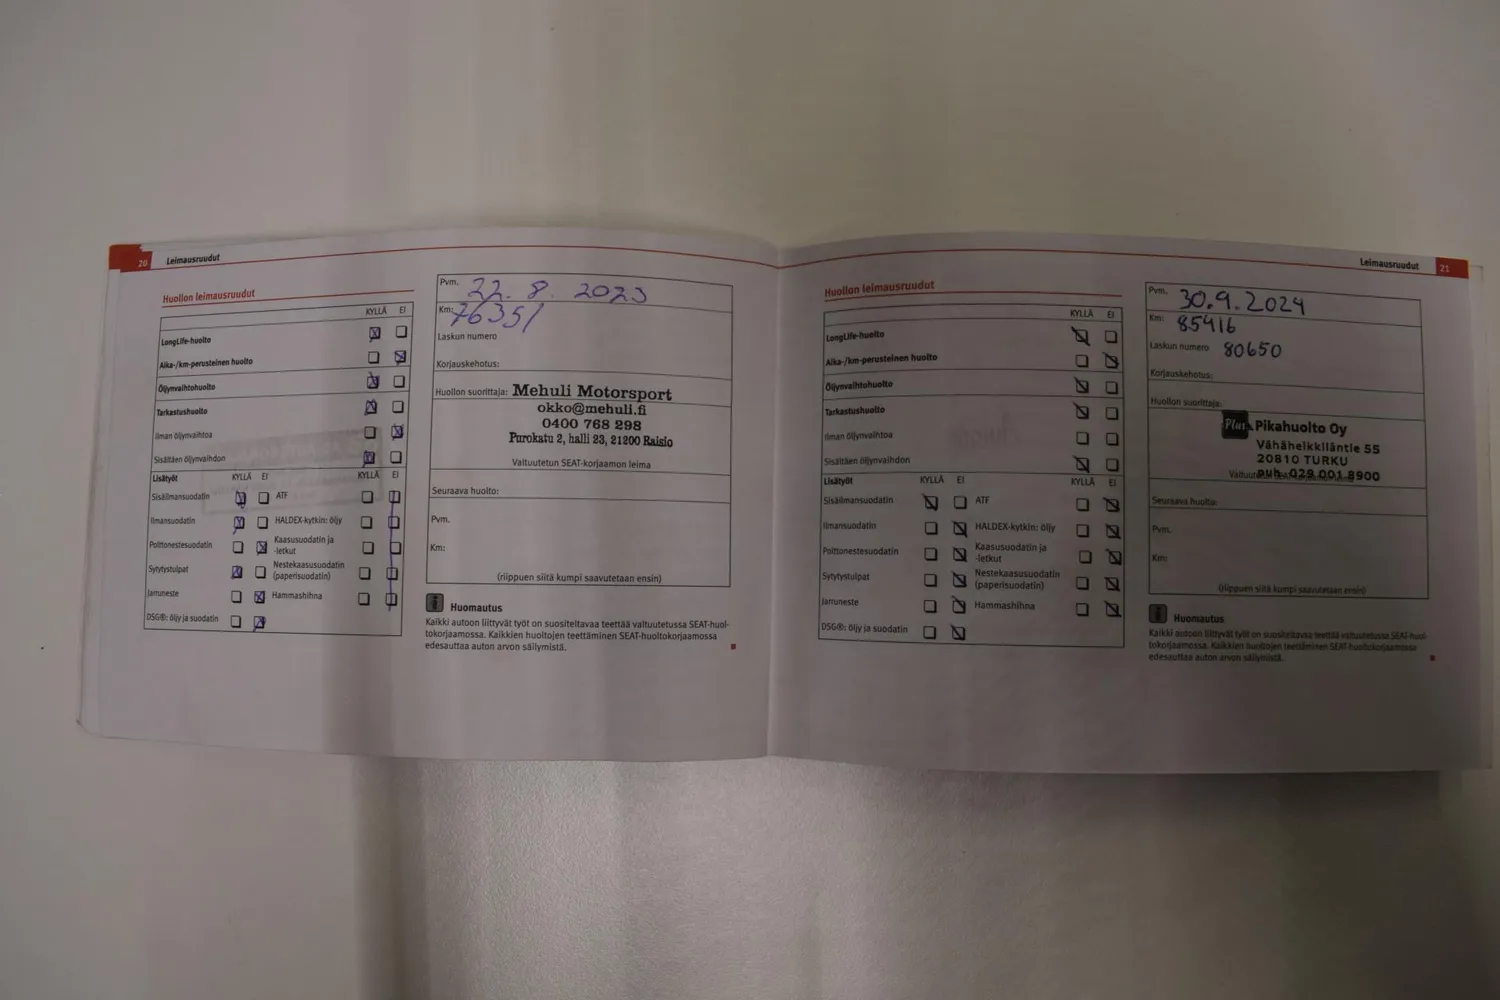 20 Leimausruudut
Huollon leimausruudut
KYLLÄ EI
LongLife-huolto
Aika-/km-perusteinen huolto
Öljynvaihtohuolto
Tarkastushuolto
Ilman öljynvaihtoa
Sisältäen öljynvaihdon
Lisätyöt KYLLÄ EI KYLLÄ EI
Sisäilmansuodatin ATF
Ilmansuodatin HALDEX-kytkin: öljy
Polttonestesuodatin Kaasusuodatin ja
-letkut
Sytytystulpat Nestekaasusuodatin
(paperisuodatin)
Jarruneste Hammashihna
DSG®: öljy ja suodatin
Pvm. 22. 8. 2023
Km: 76351
Laskun numero
Korjauskehotus:
Huollon suorittaja: Mehuli Motorsport
okko@mehuli.fi
0400 768 298
Purokatu 2, halli 23, 21200 Raisio
Valtuutetun SEAT-korjaamon leima
Seuraava huolto:
Pvm.
Km:
(riippuen siitä kumpi saavutetaan ensin)
Huomautus
Kaikki autoon liittyvät työt on suositeltavaa teettää valtuutetussa SEAT-huol-
tokorjaamossa. Kaikkien huoltojen teettäminen SEAT-huoltokorjaamossa
edesauttaa auton arvon säilymistä.
Leimausruudut 21
Huollon leimausruudut
KYLLÄ EI
LongLife-huolto
Aika-/km-perusteinen huolto
Öljynvaihtohuolto
Tarkastushuolto
Ilman öljynvaihtoa
Sisältäen öljynvaihdon
Lisätyöt KYLLÄ EI KYLLÄ EI
Sisäilmansuodatin ATF
Ilmansuodatin HALDEX-kytkin: öljy
Polttonestesuodatin Kaasusuodatin ja
-letkut
Sytytystulpat Nestekaasusuodatin
(paperisuodatin)
Jarruneste Hammashihna
DSG®: öljy ja suodatin
Pvm. 30.9.2024
Km: 85416
Laskun numero 80650
Korjauskehotus:
Huollon suorittaja:
Plus Pikahuolto Oy
Vähäheikkiläntie 55
20810 TURKU
puh. 029 001 8900
Seuraava huolto:
Pvm.
Km:
(riippuen siitä kumpi saavutetaan ensin)
Huomautus
Kaikki autoon liittyvät työt on suositeltavaa teettää valtuutetussa SEAT-huol-
tokorjaamossa. Kaikkien huoltojen teettäminen SEAT-huoltokorjaamossa
edesauttaa auton arvon säilymistä.